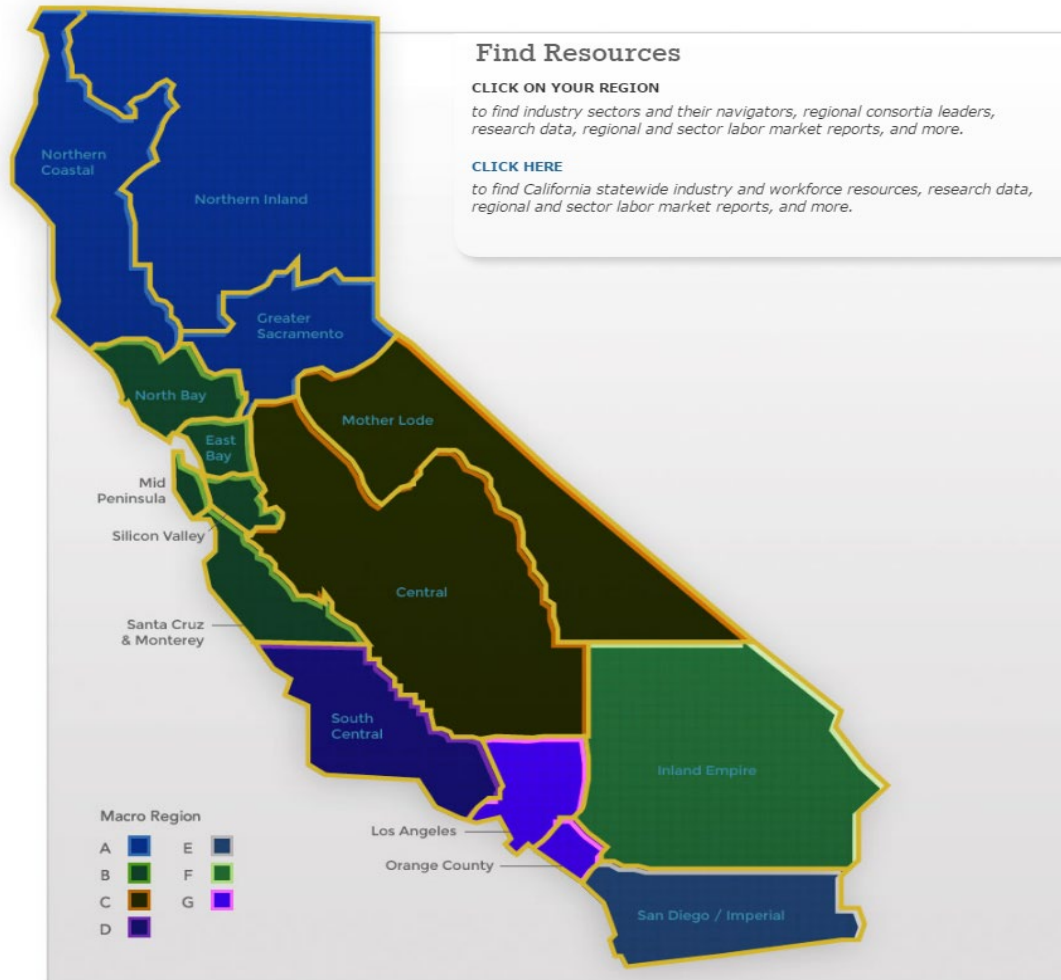 Find Resources
CLICK ON YOUR REGION
to find industry sectors and their navigators, regional consortia leaders,
research data, regional and sector labor market reports, and more.
CLICK HERE
to find California statewide industry and workforce resources, research data,
regional and sector labor market reports, and more.
Northern
Coastal
Northern Inland
Greater
Sacramento
North Bay
Mother Lode
East
Bay
Mid
Peninsula
Silicon Valley
Central
Santa Cruz
& Monterey
South
Central
Inland Empire
Los Angeles
Orange County
San Diego / Imperial
Macro Region
A E
B F
C G
D